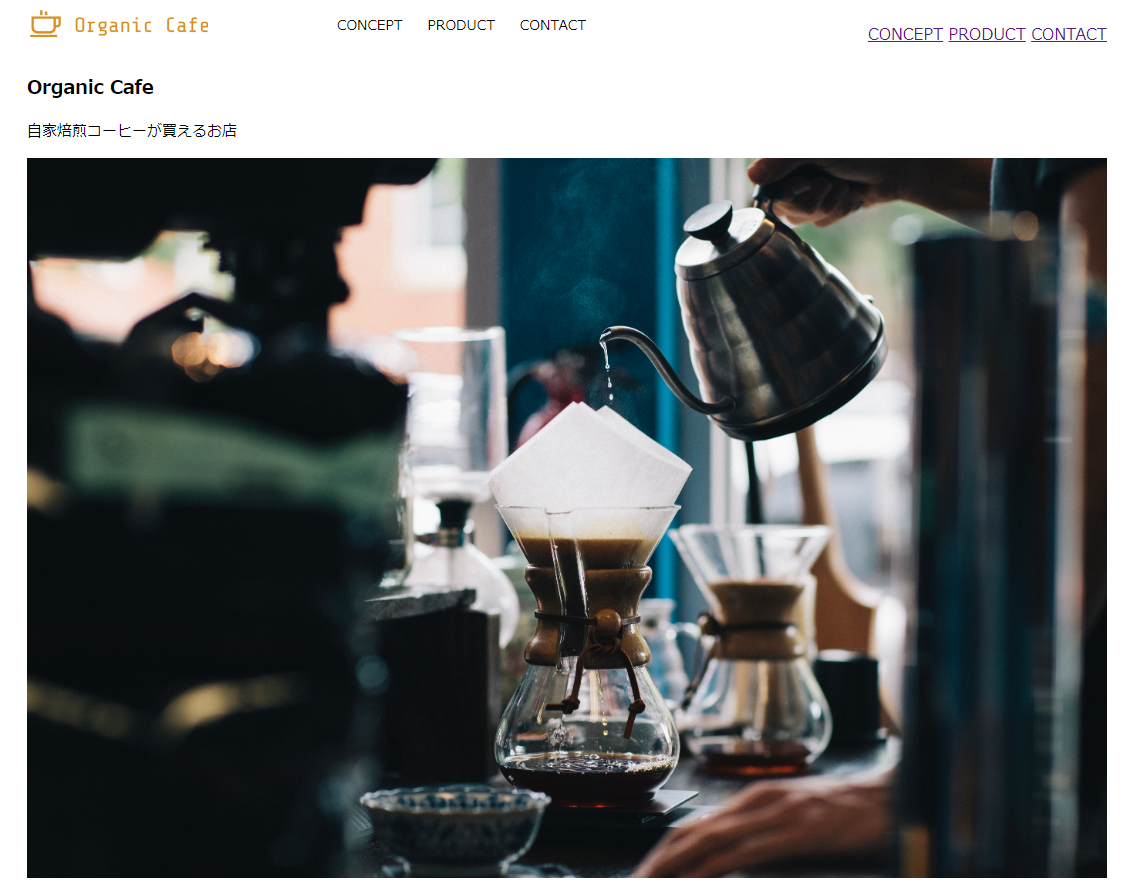 Organic Cafe
CONCEPT PRODUCT CONTACT
CONCEPT PRODUCT CONTACT
Organic Cafe
自家焙煎コーヒーが買えるお店